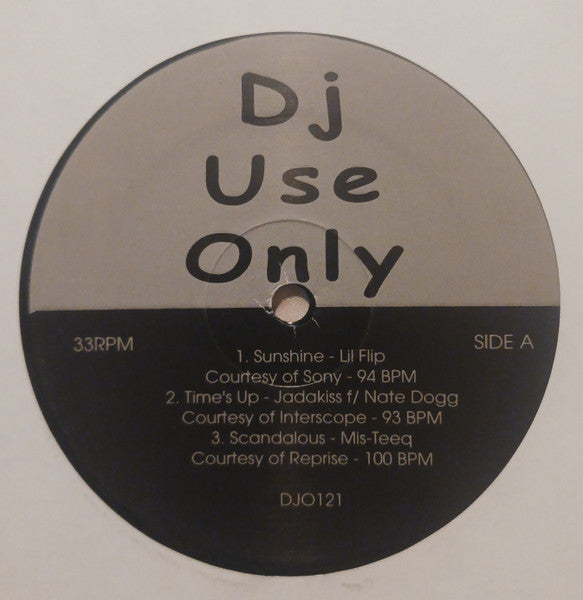 Dj
Use
Only
33RPM
SIDE A
1. Sunshine - Lil Flip
Courtesy of Sony - 94 BPM
2. Time's Up - Jadakiss f/ Nate Dogg
Courtesy of Interscope - 93 BPM
3. Scandalous - Mis-Teeq
Courtesy of Reprise - 100 BPM
DJO121